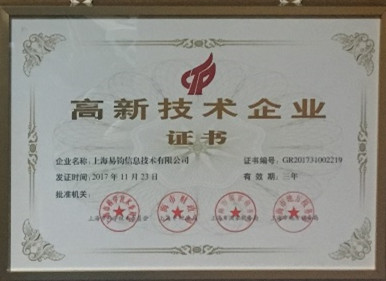 高新技术企业
证书
企业名称：上海易钧信息技术有限公司 证书编号：GR201731002219
发证时间：2017年11月23日 有效期：三年
批准机关：